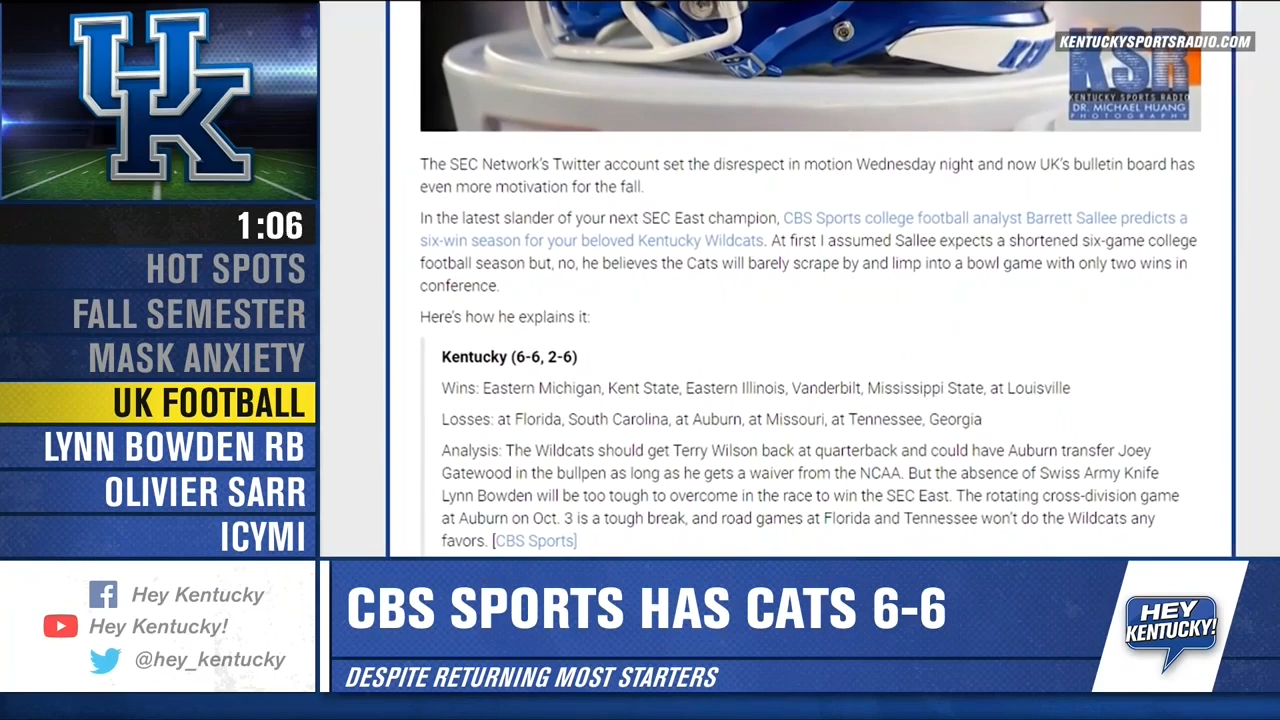 UK
1:06
HOT SPOTS
FALL SEMESTER
MASK ANXIETY
UK FOOTBALL
LYNN BOWDEN RB
OLIVIER SARR
ICYMI
Hey Kentucky
Hey Kentucky!
@hey_kentucky
KENTUCKYSPORTSRADIO.COM
KSR
KENTUCKY SPORTS RADIO
DR. MICHAEL HUANG
PHOTOGRAPHY
The SEC Network's Twitter account set the disrespect in motion Wednesday night and now UK's bulletin board has
even more motivation for the fall.
In the latest slander of your next SEC East champion, CBS Sports college football analyst Barrett Sallee predicts a
six-win season for your beloved Kentucky Wildcats. At first I assumed Sallee expects a shortened six-game college
football season but, no, he believes the Cats will barely scrape by and limp into a bowl game with only two wins in
conference.
Here's how he explains it:
Kentucky (6-6, 2-6)
Wins: Eastern Michigan, Kent State, Eastern Illinois, Vanderbilt, Mississippi State, at Louisville
Losses: at Florida, South Carolina, at Auburn, at Missouri, at Tennessee, Georgia
Analysis: The Wildcats should get Terry Wilson back at quarterback and could have Auburn transfer Joey
Gatewood in the bullpen as long as he gets a waiver from the NCAA. But the absence of Swiss Army Knife
Lynn Bowden will be too tough to overcome in the race to win the SEC East. The rotating cross-division game
at Auburn on Oct. 3 is a tough break, and road games at Florida and Tennessee won't do the Wildcats any
favors. [CBS Sports]
CBS SPORTS HAS CATS 6-6
DESPITE RETURNING MOST STARTERS
HEY
KENTUCKY!